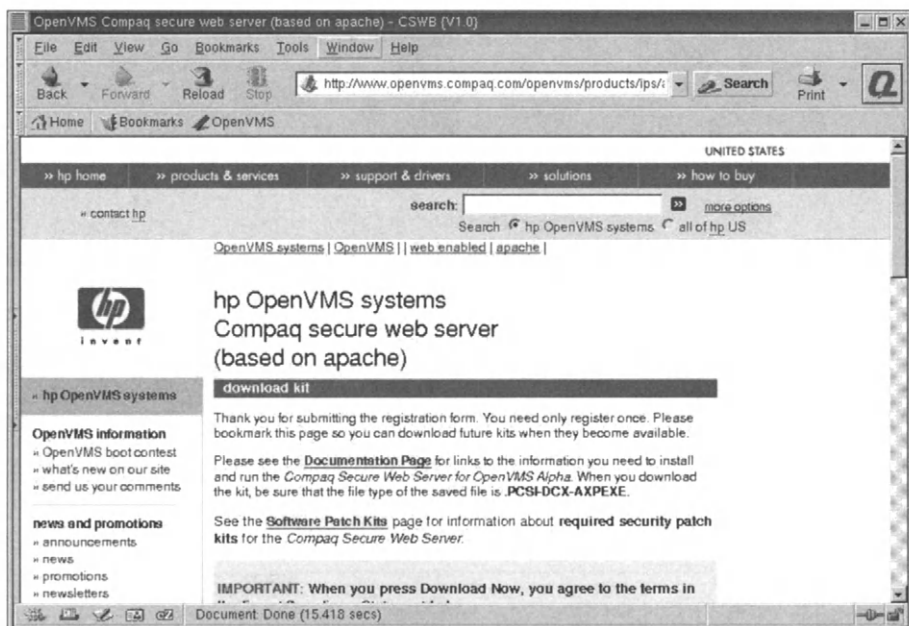 OpenVMS Compaq secure web server (based on apache) - CSWB {V1.0}
File Edit View Go Bookmarks Tools Window Help
Back Forward Reload Stop http://www.openvms.compaq.com/openvms/products/ips/a Search Print
Home Bookmarks OpenVMS
UNITED STATES
» hp home » products & services » support & drivers » solutions » how to buy
» contact hp
search: more options
Search hp OpenVMS systems all of hp US
OpenVMS systems | OpenVMS | | web enabled | apache |
hp
invent
hp OpenVMS systems
Compaq secure web server
(based on apache)
download kit
Thank you for submitting the registration form. You need only register once. Please
bookmark this page so you can download future kits when they become available.
Please see the Documentation Page for links to the information you need to install
and run the Compaq Secure Web Server for OpenVMS Alpha. When you download
the kit, be sure that the file type of the saved file is .PCSI-DCX-AXPEXE.
See the Software Patch Kits page for information about required security patch
kits for the Compaq Secure Web Server.
IMPORTANT: When you press Download Now, you agree to the terms in
» hp OpenVMS systems
OpenVMS information
» OpenVMS boot contest
» what's new on our site
» send us your comments
news and promotions
» announcements
» news
» promotions
» newsletters
Document: Done (15.418 secs)